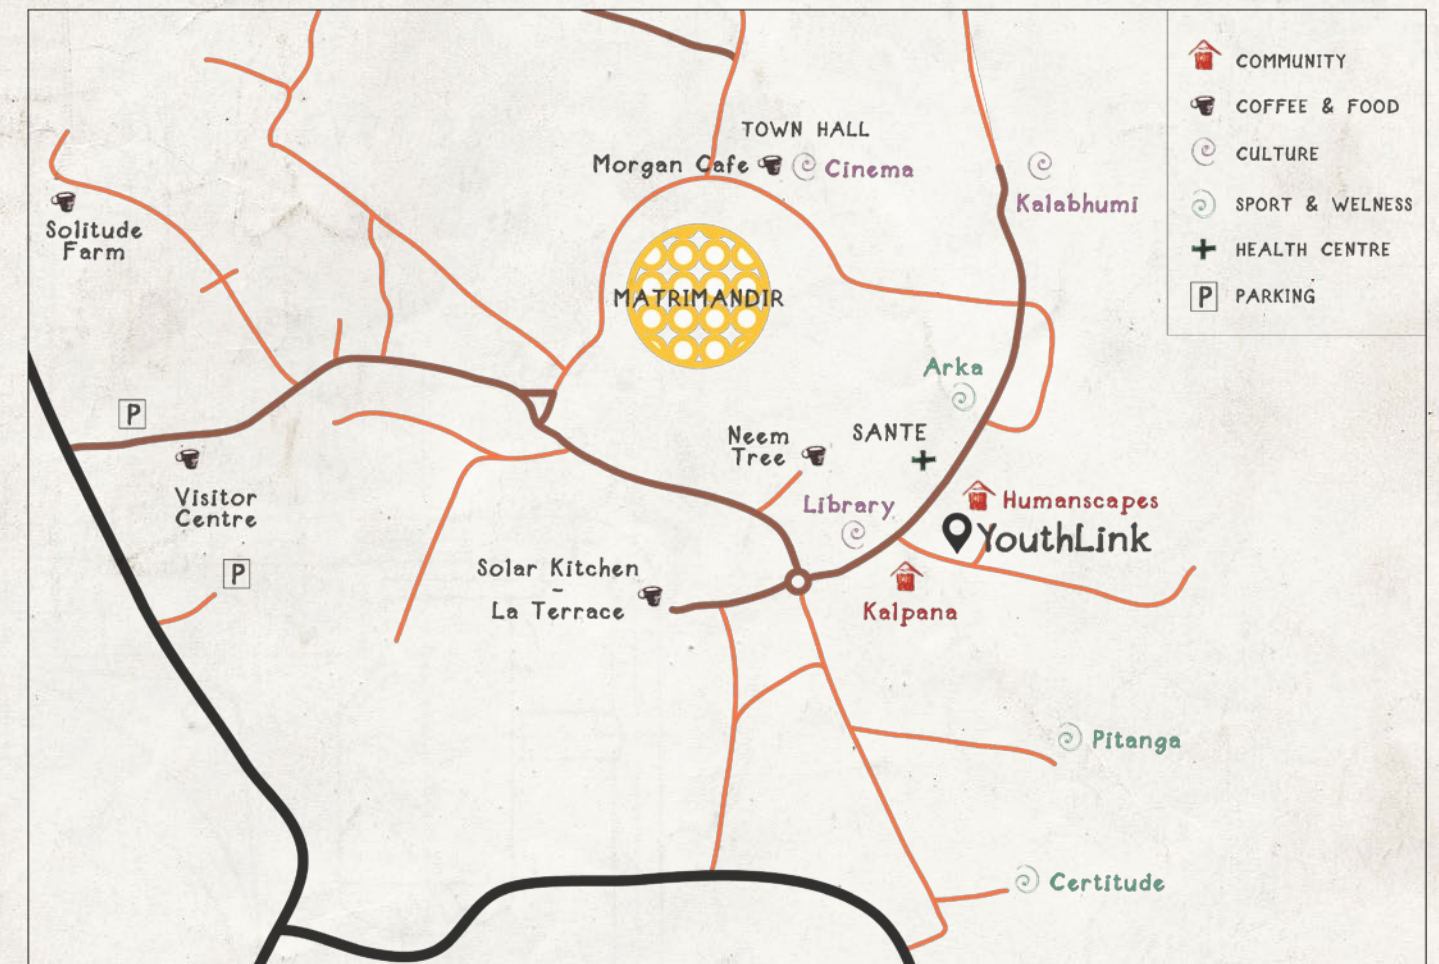 COMMUNITY
COFFEE & FOOD
CULTURE
SPORT & WELNESS
HEALTH CENTRE
P PARKING
TOWN HALL
Morgan Cafe
Cinema
Kalabhumi
Solitude
Farm
MATRIMANDIR
Arka
P
Neem
Tree
SANTE
Visitor
Centre
Library
Humanscapes
YouthLink
P
Solar Kitchen
-
La Terrace
Kalpana
Pitanga
Certitude